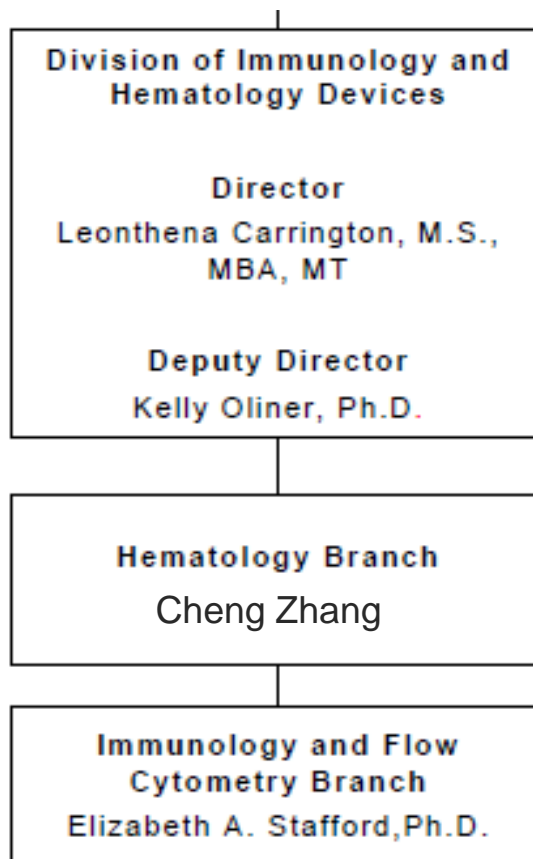 Division of Immunology and
Hematology Devices
Director
Leonthena Carrington, M.S.,
MBA, MT
Deputy Director
Kelly Oliner, Ph.D.
Hematology Branch
Cheng Zhang
Immunology and Flow
Cytometry Branch
Elizabeth A. Stafford,Ph.D.